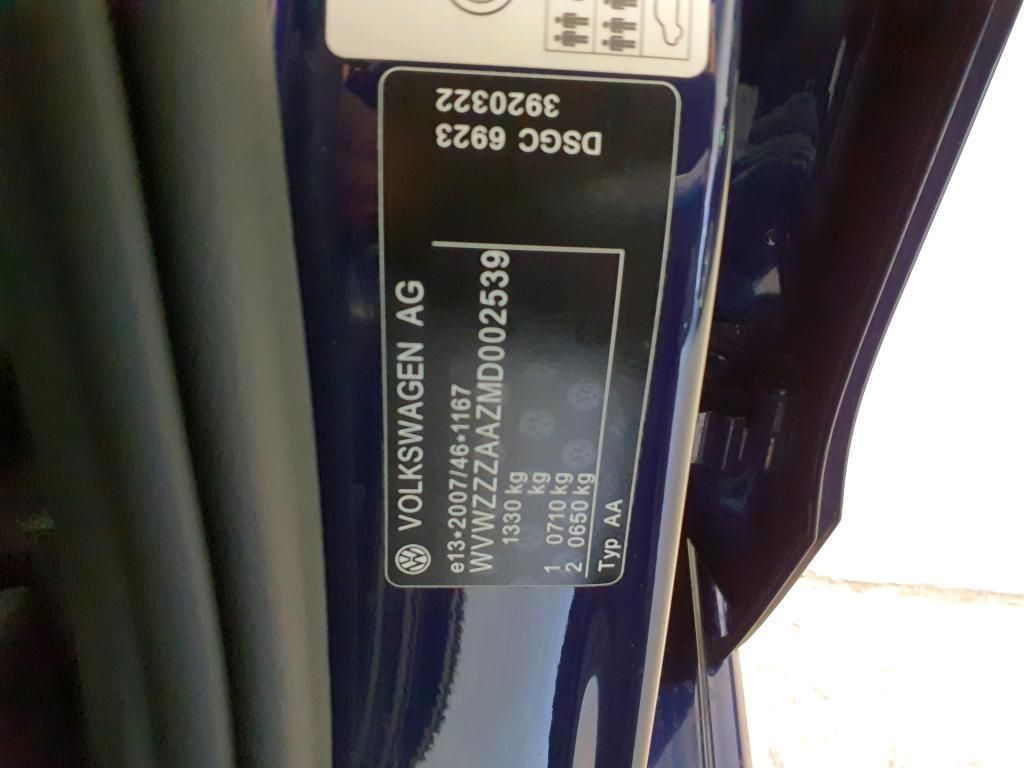 VOLKSWAGEN AG
e13*2007/46*1167
WVWZZZAAZMD002539
1330 kg
kg
1 0710 kg
2 0650 kg
Typ AA
DSGC 6923
3920322